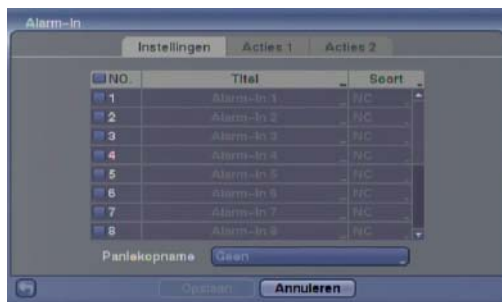 Alarm-In
Instellingen Acties 1 Acties 2
NO. Titel Soort
1 Alarm-In 1 NC
2 Alarm-In 2 NC
3 Alarm-In 3 NC
4 Alarm-In 4 NC
5 Alarm-In 5 NC
6 Alarm-In 6 NC
7 Alarm-In 7 NC
8 Alarm-In 8 NC
Paniekopname Geen
Opslaan Annuleren